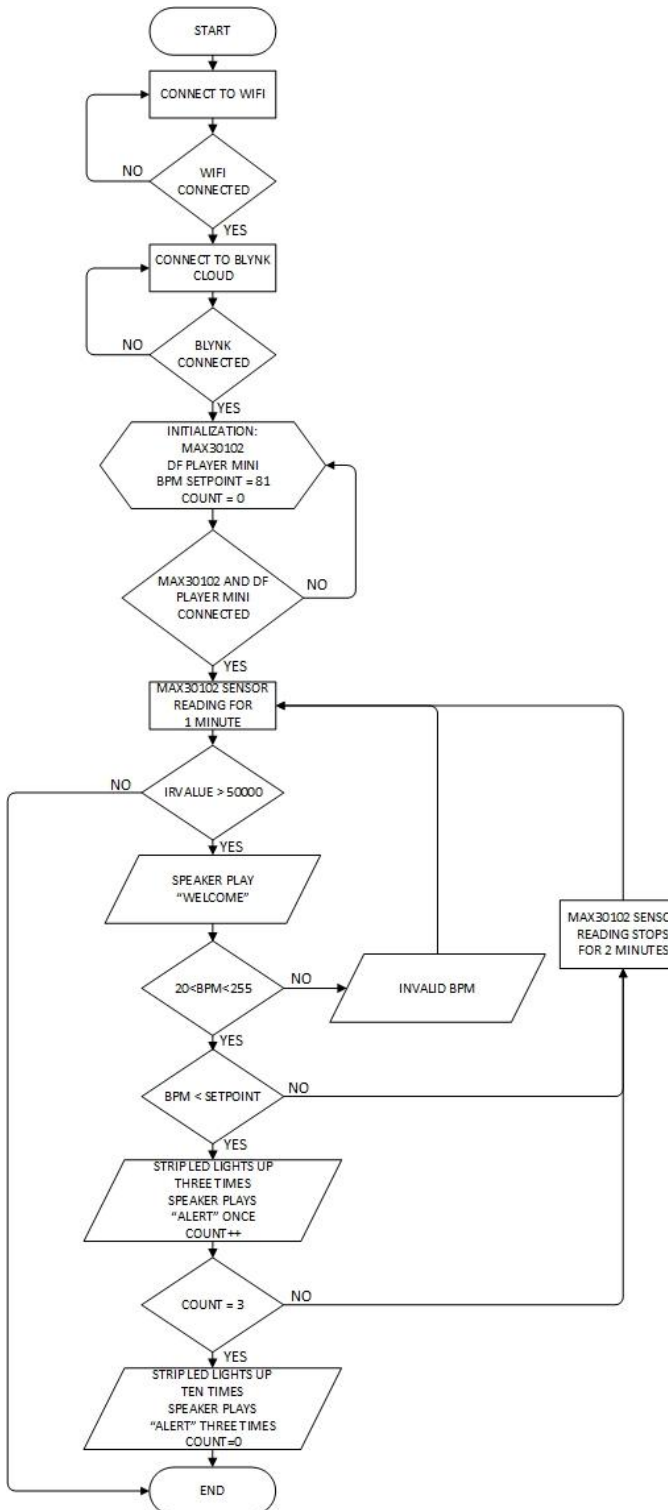 START
CONNECT TO WIFI
NO
WIFI
CONNECTED
YES
CONNECT TO BLYNK
CLOUD
NO
BLYNK
CONNECTED
YES
INITIALIZATION:
MAX30102
DF PLAYER MINI
BPM SETPOINT = 81
COUNT = 0
MAX30102 AND DF
PLAYER MINI
CONNECTED
NO
YES
MAX30102 SENSOR
READING FOR
1 MINUTE
NO
IRVALUE > 50000
YES
SPEAKER PLAY
“WELCOME”
MAX30102 SENSO
READING STOPS
FOR 2 MINUTES
20<BPM<255
NO
INVALID BPM
YES
BPM < SETPOINT
NO
YES
STRIP LED LIGHTS UP
THREE TIMES
SPEAKER PLAYS
“ALERT” ONCE
COUNT++
COUNT = 3
NO
YES
STRIP LED LIGHTS UP
TEN TIMES
SPEAKER PLAYS
“ALERT” THREE TIMES
COUNT=0
END